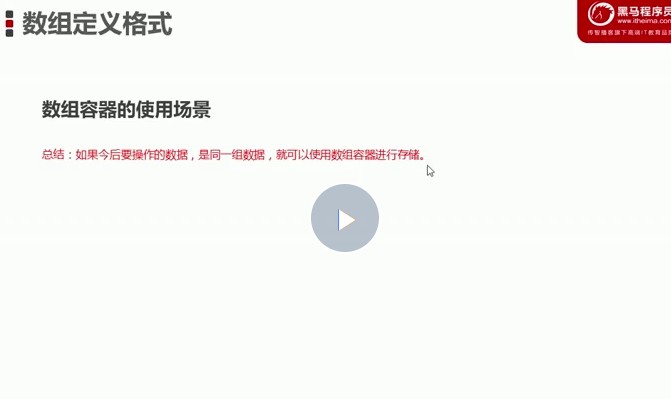 数组定义格式
黑马程序员
www.itheima.com
传智播客旗下高端IT教育品牌
数组容器的使用场景
总结：如果今后要操作的数据，是同一组数据，就可以使用数组容器进行存储。